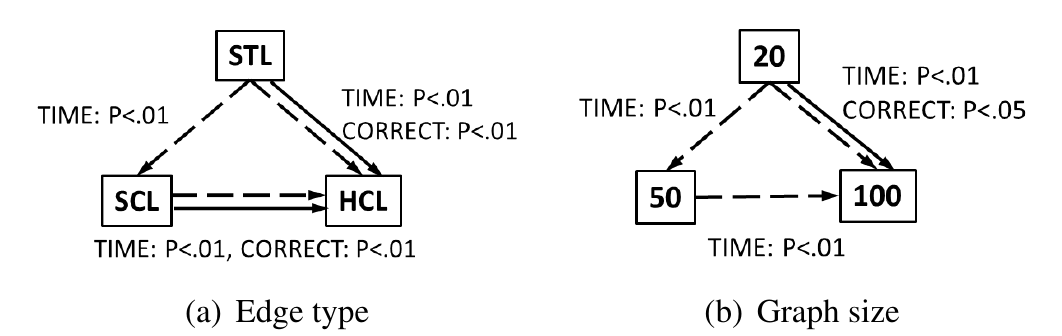 STL
TIME: P<.01
TIME: P<.01
CORRECT: P<.01
SCL
HCL
TIME: P<.01, CORRECT: P<.01
(a) Edge type
20
TIME: P<.01
TIME: P<.01
CORRECT: P<.05
50
100
TIME: P<.01
(b) Graph size